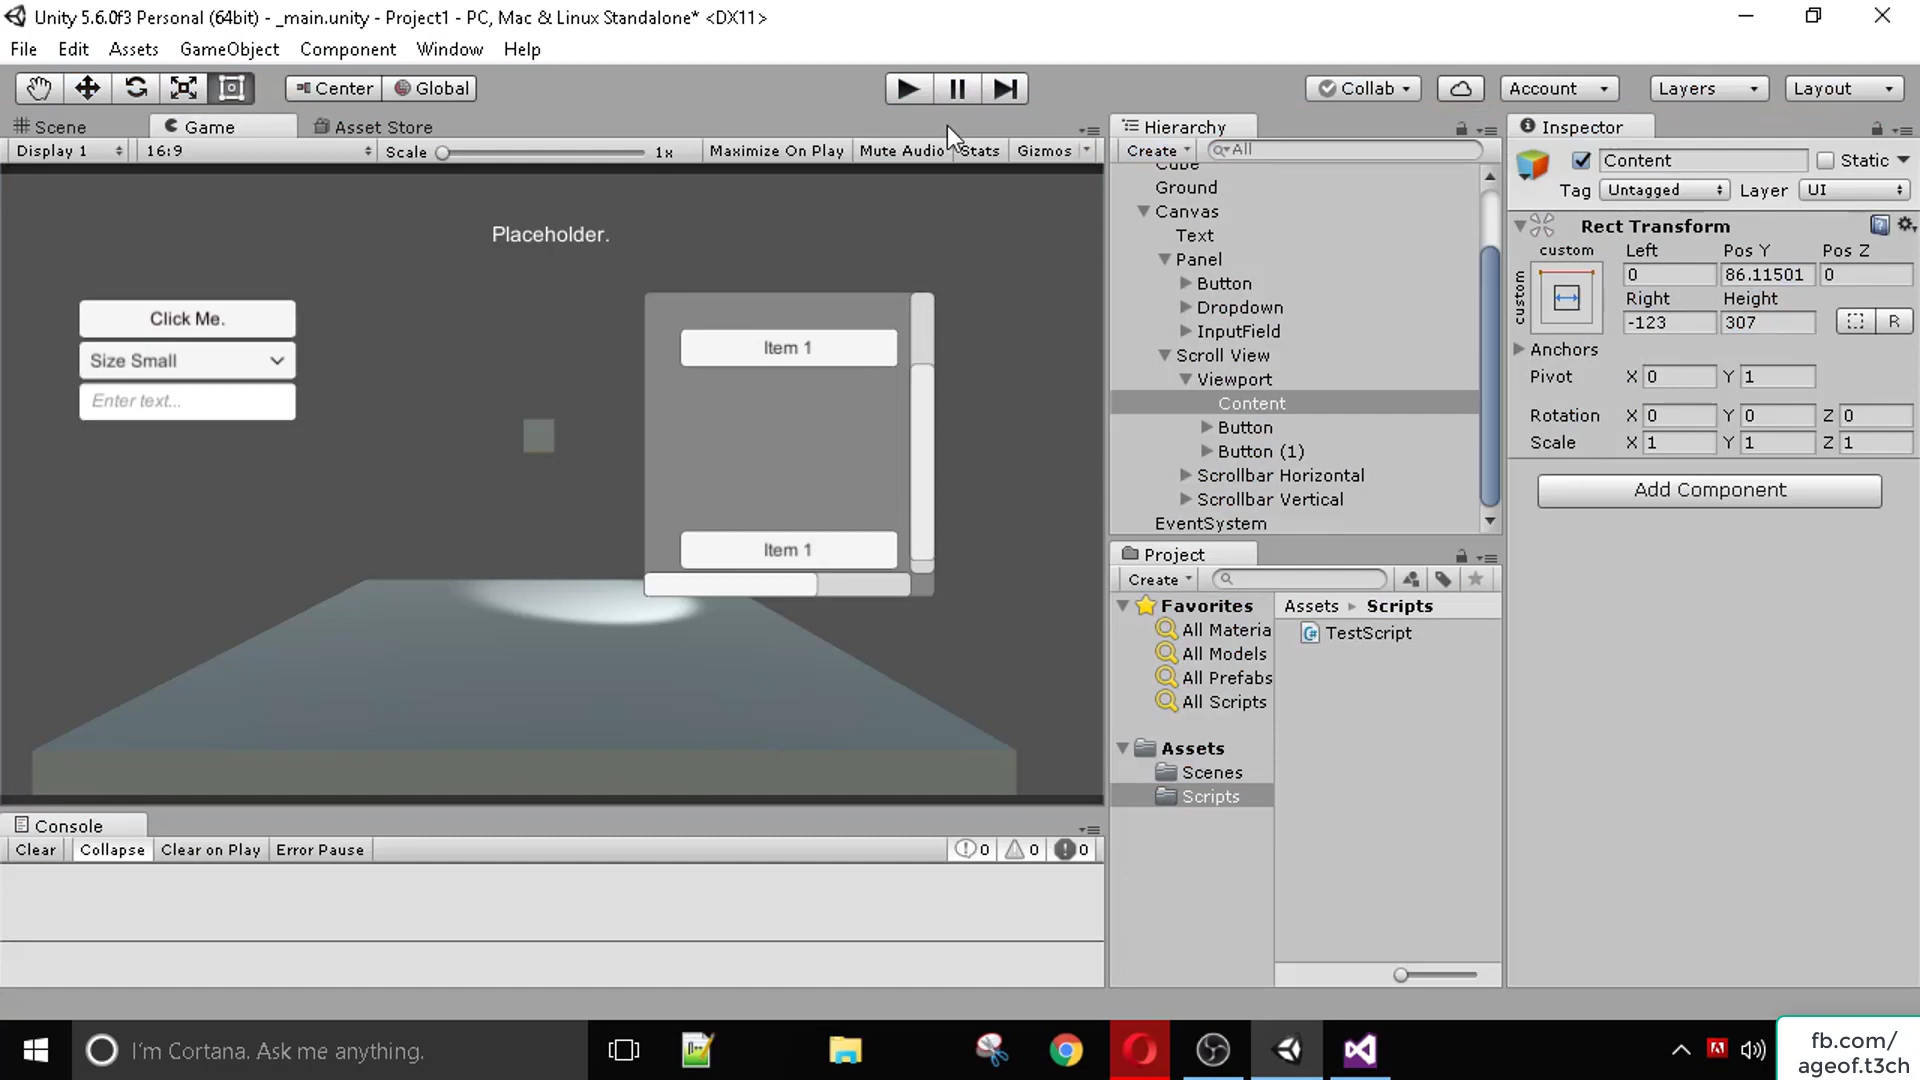 Unity 5.6.0f3 Personal (64bit) - _main.unity - Project1 - PC, Mac & Linux Standalone* <DX11>
File Edit Assets GameObject Component Window Help
Center Global Collab Account Layers Layout
Scene Game Asset Store
Display 1 16:9 Scale 1x Maximize On Play Mute Audio Stats Gizmos
Placeholder.
Click Me.
Size Small
Enter text...
Item 1
Item 1
Console
Clear Collapse Clear on Play Error Pause 0 0 0
Hierarchy
Create All
Cube
Ground
Canvas
Text
Panel
Button
Dropdown
InputField
Scroll View
Viewport
Content
Button
Button (1)
Scrollbar Horizontal
Scrollbar Vertical
EventSystem
Project
Create
Favorites
All Materia
All Models
All Prefabs
All Scripts
Assets
Scenes
Scripts
Assets Scripts
TestScript
Inspector
Content Static
Tag Untagged Layer UI
Rect Transform
custom
custom
Left Pos Y Pos Z
0 86.11501 0
Right Height
-123 307 R
Anchors
Pivot X 0 Y 1
Rotation X 0 Y 0 Z 0
Scale X 1 Y 1 Z 1
Add Component
I'm Cortana. Ask me anything.
fb.com/
ageof.t3ch